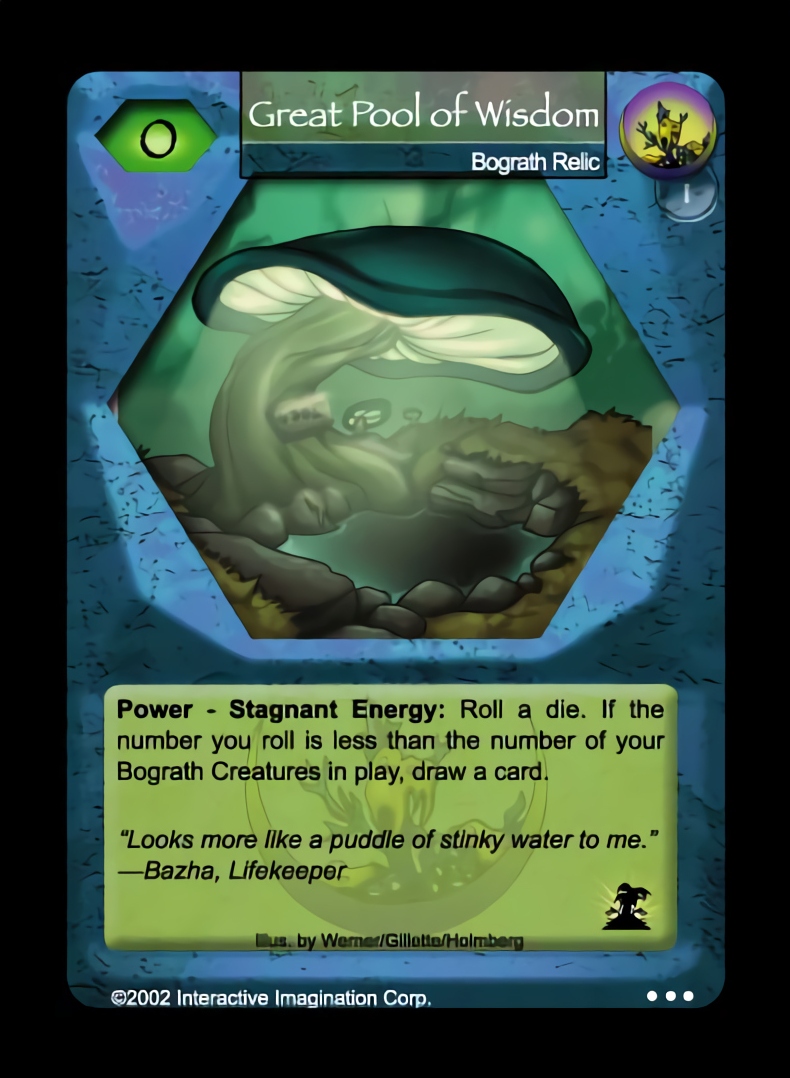 0
Great Pool of Wisdom
Bograth Relic
1
Power - Stagnant Energy: Roll a die. If the
number you roll is less than the number of your
Bograth Creatures in play, draw a card.
“Looks more like a puddle of stinky water to me.”
—Bazha, Lifekeeper
Illus. by Werner/Gillotte/Holmberg
©2002 Interactive Imagination Corp.